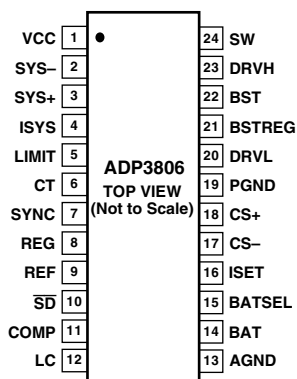 VCC 1
SYS– 2
SYS+ 3
ISYS 4
LIMIT 5
CT 6
SYNC 7
REG 8
REF 9
SD 10
COMP 11
LC 12
ADP3806
TOP VIEW
(Not to Scale)
24 SW
23 DRVH
22 BST
21 BSTREG
20 DRVL
19 PGND
18 CS+
17 CS–
16 ISET
15 BATSEL
14 BAT
13 AGND